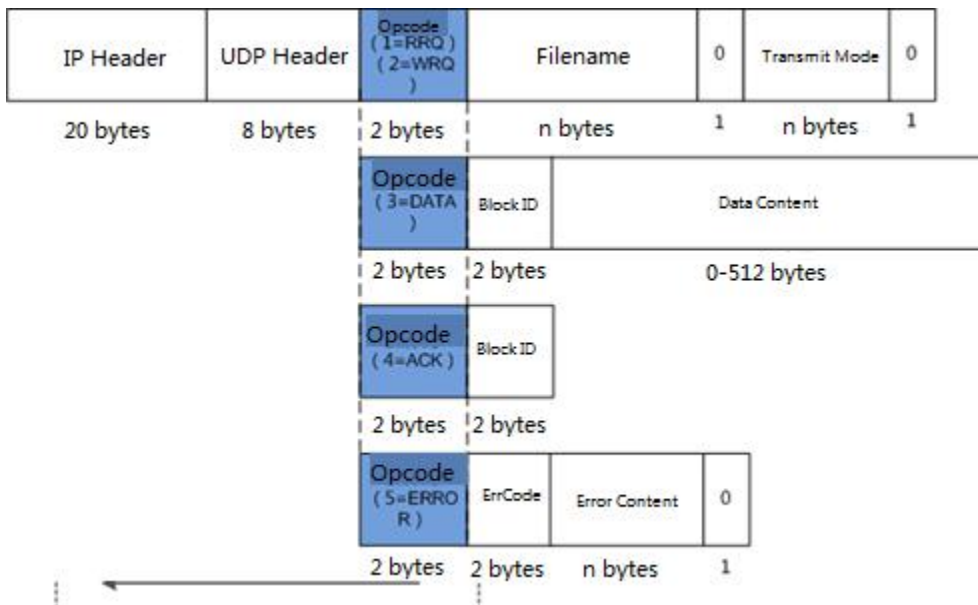 IP Header UDP Header Opcode Filename 0 Transmit Mode 0
( 1=RRQ )
( 2=WRQ
)
20 bytes 8 bytes 2 bytes n bytes 1 n bytes 1
Opcode Block ID Data Content
( 3=DATA
)
2 bytes 2 bytes 0-512 bytes
Opcode Block ID
( 4=ACK )
2 bytes 2 bytes
Opcode ErrCode Error Content 0
( 5=ERRO
R )
2 bytes 2 bytes n bytes 1